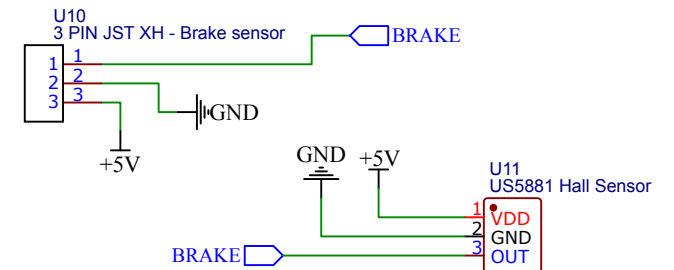 U10
3 PIN JST XH - Brake sensor
BRAKE
1 1
2 2
3 3
GND
+5V
GND +5V
U11
US5881 Hall Sensor
1 VDD
2 GND
3 OUT
BRAKE